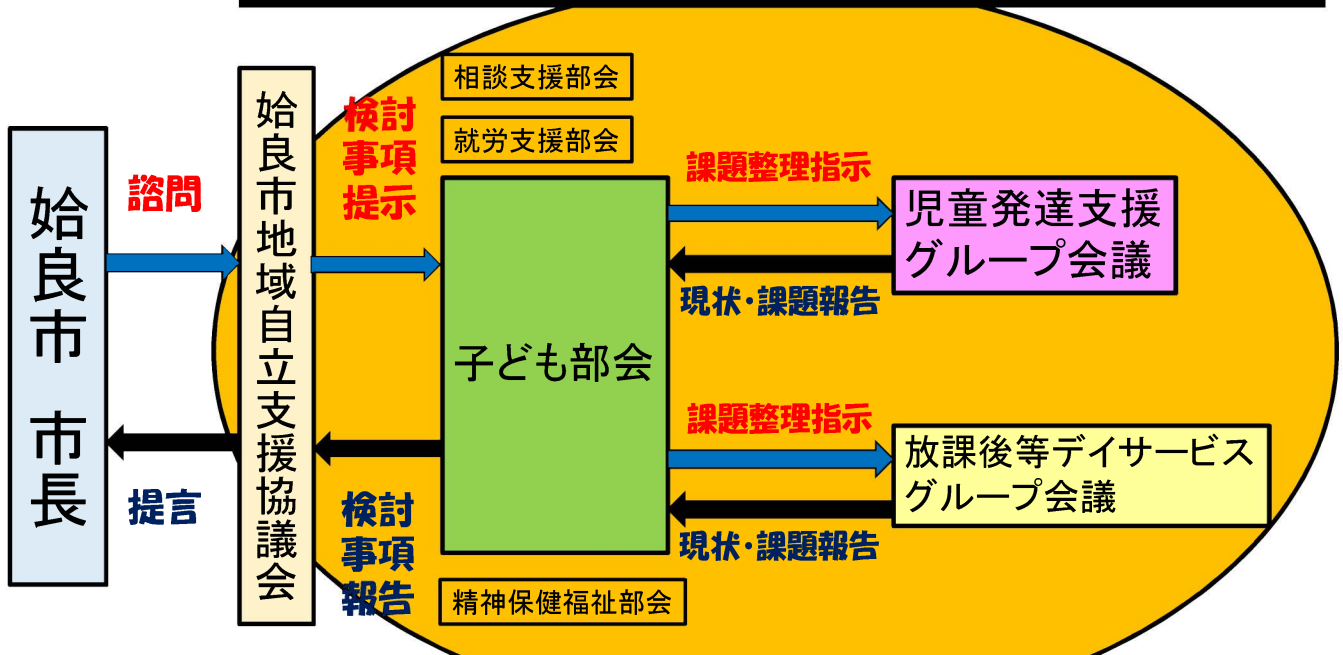 姶良市 市長
諮問
提言
姶良市地域自立支援協議会
検討
事項
提示
検討
事項
報告
相談支援部会
就労支援部会
子ども部会
精神保健福祉部会
課題整理指示
現状・課題報告
児童発達支援
グループ会議
課題整理指示
現状・課題報告
放課後等デイサービス
グループ会議